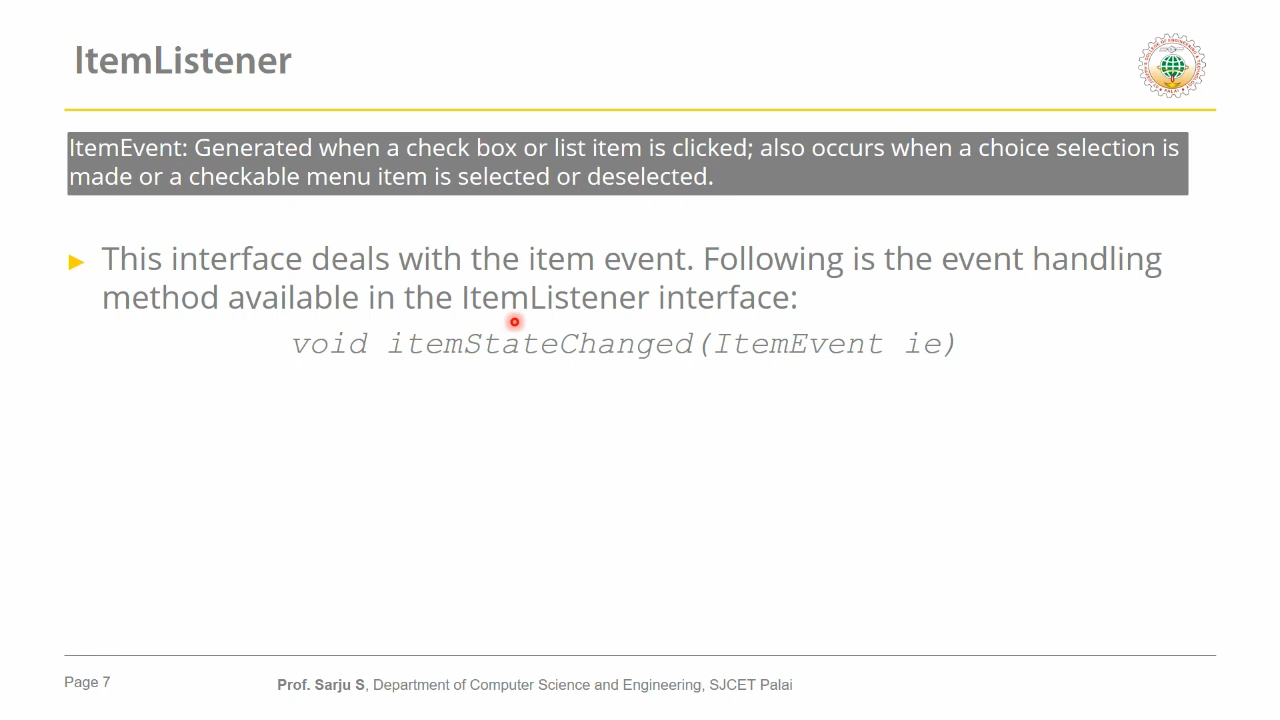 ItemListener
ItemEvent: Generated when a check box or list item is clicked; also occurs when a choice selection is
made or a checkable menu item is selected or deselected.
► This interface deals with the item event. Following is the event handling
method available in the ItemListener interface:
void itemStateChanged(ItemEvent ie)
Page 7
Prof. Sarju S, Department of Computer Science and Engineering, SJCET Palai